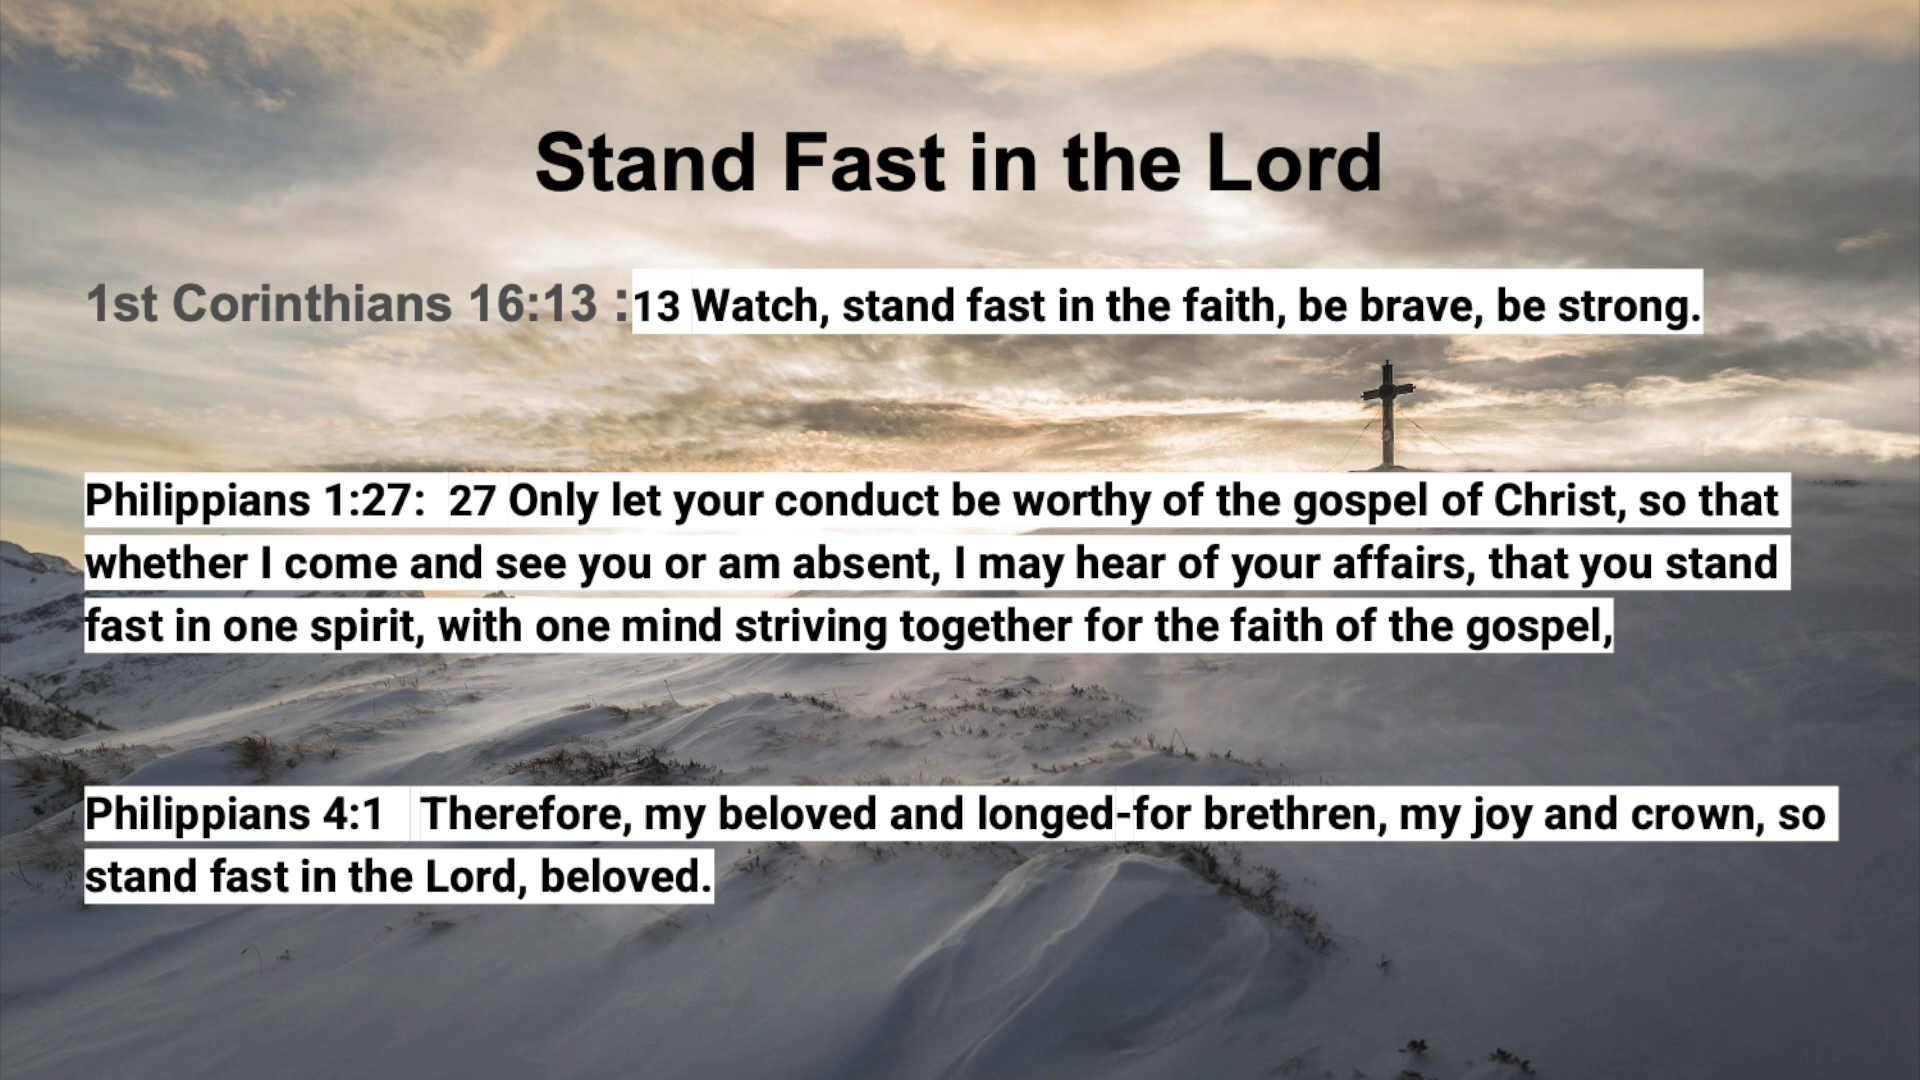 Stand Fast in the Lord
1st Corinthians 16:13 :13 Watch, stand fast in the faith, be brave, be strong.
Philippians 1:27: 27 Only let your conduct be worthy of the gospel of Christ, so that
whether I come and see you or am absent, I may hear of your affairs, that you stand
fast in one spirit, with one mind striving together for the faith of the gospel,
Philippians 4:1 Therefore, my beloved and longed-for brethren, my joy and crown, so
stand fast in the Lord, beloved.